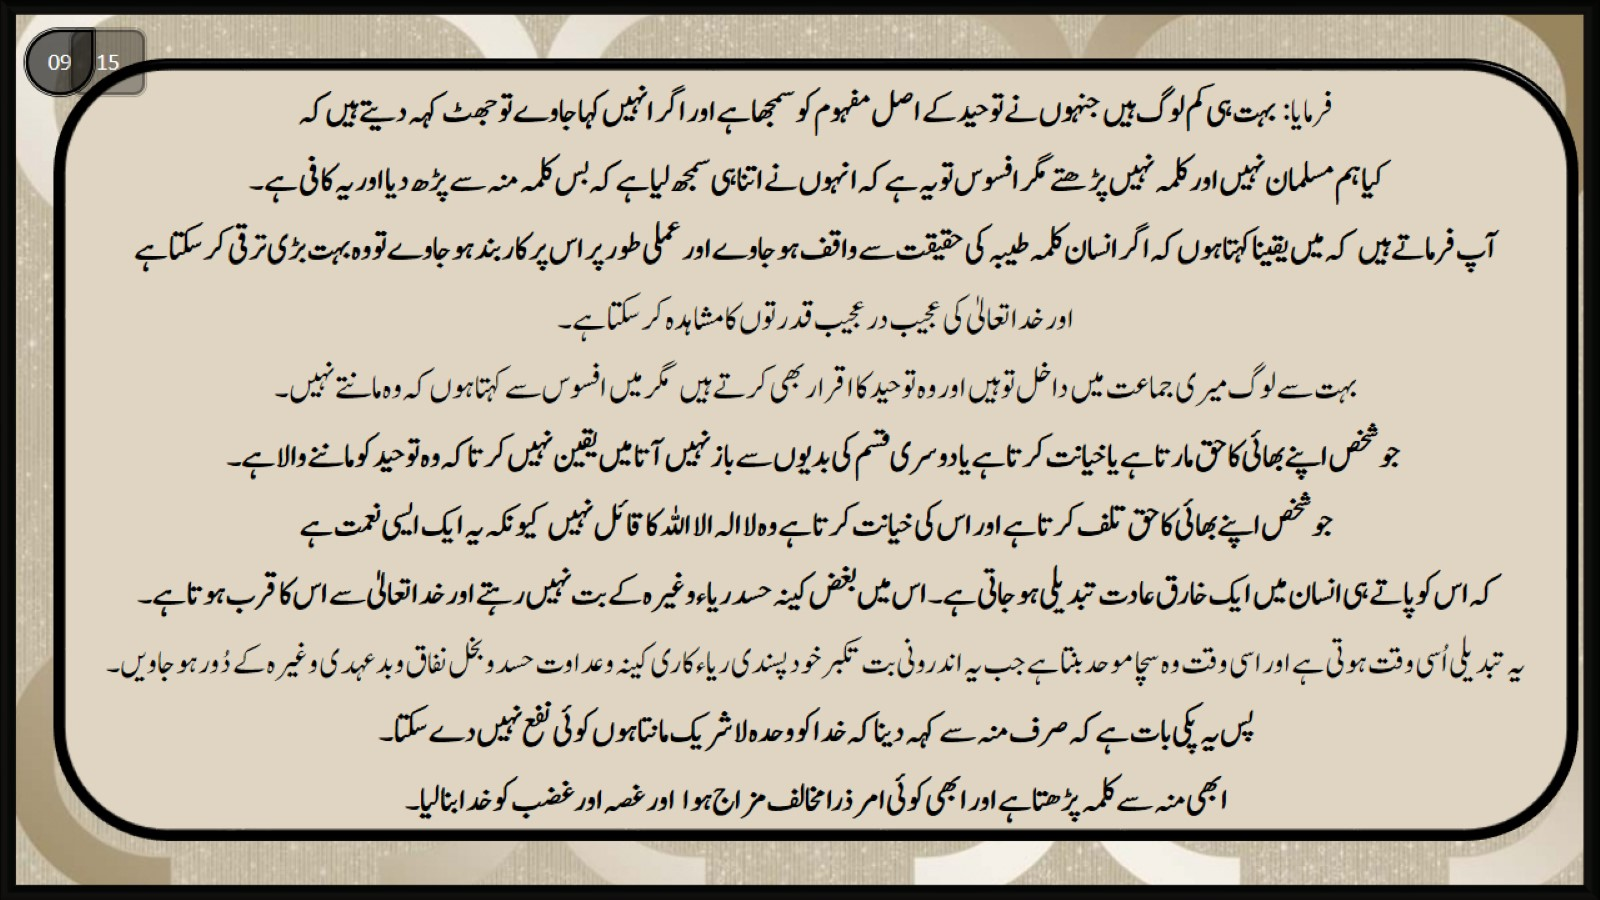 09 15
فرمایا: بہت ہی کم لوگ ہیں جنہوں نے توحید کے اصل مفہوم کو سمجھا ہے اور اگر انہیں کہا جاوے تو جھٹ کہہ دیتے ہیں کہ
کیا ہم مسلمان نہیں اور کلمہ نہیں پڑھتے مگر افسوس تو یہ ہے کہ انہوں نے اتنا ہی سمجھ لیا ہے کہ بس کلمہ منہ سے پڑھ دیا اور یہ کافی ہے۔
آپ فرماتے ہیں کہ میں یقینا کہتا ہوں کہ اگر انسان کلمہ طیبہ کی حقیقت سے واقف ہو جاوے اور عملی طور پر اس پر کاربند ہو جاوے تو وہ بہت بڑی ترقی کر سکتا ہے
اور خدا تعالیٰ کی عجیب در عجیب قدرتوں کا مشاہدہ کر سکتا ہے۔
بہت سے لوگ میری جماعت میں داخل تو ہیں اور وہ توحید کا اقرار بھی کرتے ہیں مگر میں افسوس سے کہتا ہوں کہ وہ مانتے نہیں۔
جو شخص اپنے بھائی کا حق مارتا ہے یا خیانت کرتا ہے یا دوسری قسم کی بدیوں سے باز نہیں آتا میں یقین نہیں کرتا کہ وہ توحید کو ماننے والا ہے۔
جو شخص اپنے بھائی کا حق تلف کرتا ہے اور اس کی خیانت کرتا ہے وہ لا الہ الا اللہ کا قائل نہیں کیونکہ یہ ایک ایسی نعمت ہے
کہ اس کو پاتے ہی انسان میں ایک خارق عادت تبدیلی ہو جاتی ہے۔ اس میں بغض کینہ حسد ریاء وغیرہ کے بت نہیں رہتے اور خدا تعالیٰ سے اس کا قرب ہوتا ہے۔
یہ تبدیلی اُسی وقت ہوتی ہے اور اسی وقت وہ سچا موحد بنتا ہے جب یہ اندرونی بت تکبر خود پسندی ریاء کاری کینہ و عداوت حسد و بخل نفاق و بدعہدی وغیرہ کے دُور ہو جاویں۔
پس یہ پکی بات ہے کہ صرف منہ سے کہہ دینا کہ خدا کو وحدہ لا شریک مانتا ہوں کوئی نفع نہیں دے سکتا۔
ابھی منہ سے کلمہ پڑھتا ہے اور ابھی کوئی امر ذرا مخالف مزاج ہوا اور غصہ اور غضب کو خدا بنا لیا۔